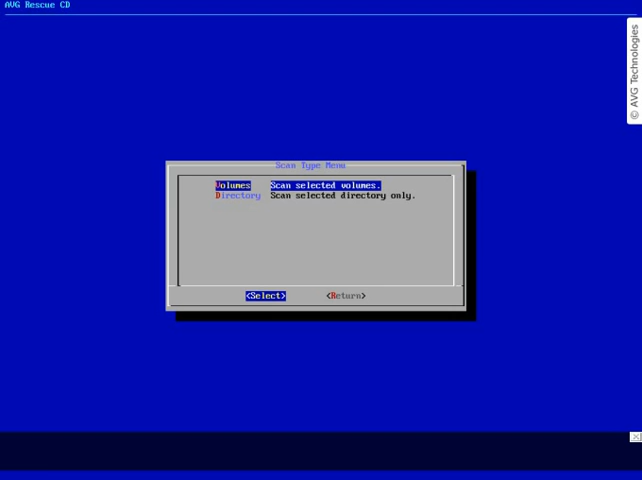 AVG Rescue CD
© AVG Technologies
Scan Type Menu
Volumes Scan selected volumes.
Directory Scan selected directory only.
<Select> <Return>